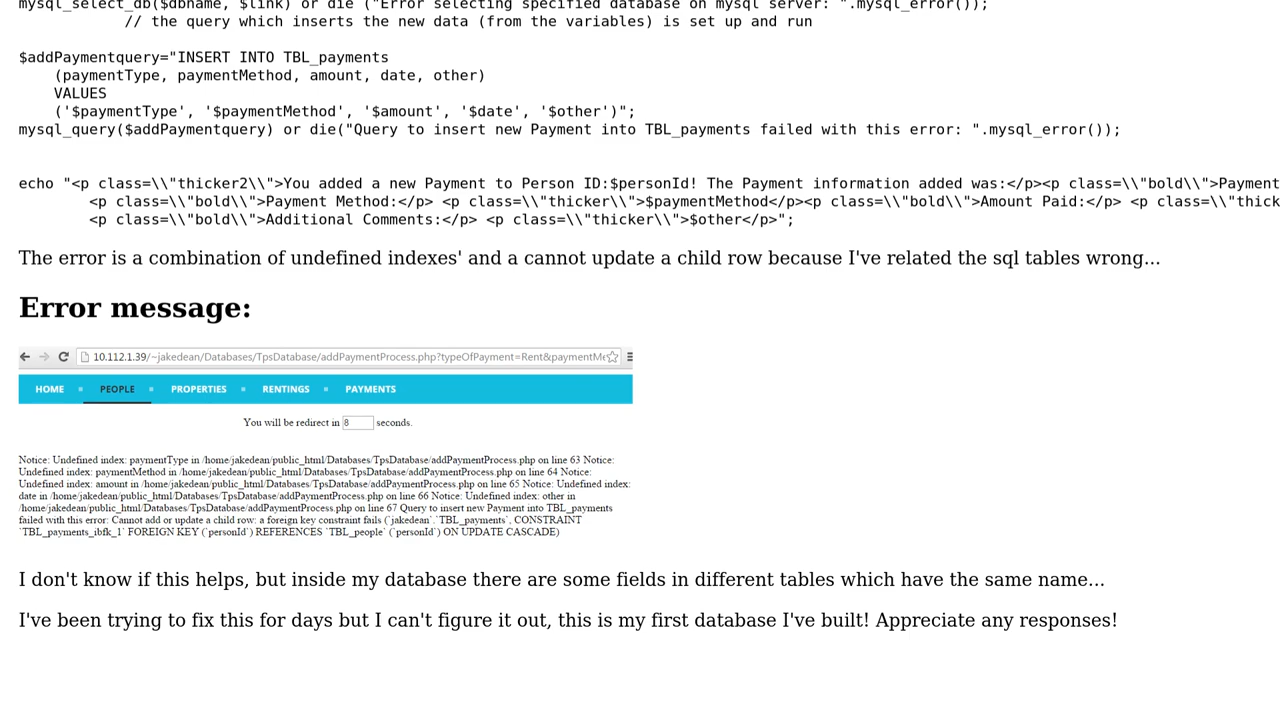 mysql_select_db($dbname, $link) or die ("Error selecting specified database on mysql server: ".mysql_error());
// the query which inserts the new data (from the variables) is set up and run
$addPaymentquery="INSERT INTO TBL_payments
(paymentType, paymentMethod, amount, date, other)
VALUES
('$paymentType', '$paymentMethod', '$amount', '$date', '$other')";
mysql_query($addPaymentquery) or die("Query to insert new Payment into TBL_payments failed with this error: ".mysql_error());
echo "<p class=\\"thicker2\\">You added a new Payment to Person ID:$personId! The Payment information added was:</p><p class=\\"bold\\">Payment
<p class=\\"bold\\">Payment Method:</p> <p class=\\"thicker\\">$paymentMethod</p><p class=\\"bold\\">Amount Paid:</p> <p class=\\"thick
<p class=\\"bold\\">Additional Comments:</p> <p class=\\"thicker\\">$other</p>";
The error is a combination of undefined indexes' and a cannot update a child row because I've related the sql tables wrong...
Error message:
10.112.1.39/~jakedean/Databases/TpsDatabase/addPaymentProcess.php?typeOfPayment=Rent&paymentMe
HOME PEOPLE PROPERTIES RENTINGS PAYMENTS
You will be redirect in 8 seconds.
Notice: Undefined index: paymentType in /home/jakedean/public_html/Databases/TpsDatabase/addPaymentProcess.php on line 63 Notice:
Undefined index: paymentMethod in /home/jakedean/public_html/Databases/TpsDatabase/addPaymentProcess.php on line 64 Notice:
Undefined index: amount in /home/jakedean/public_html/Databases/TpsDatabase/addPaymentProcess.php on line 65 Notice: Undefined index:
date in /home/jakedean/public_html/Databases/TpsDatabase/addPaymentProcess.php on line 66 Notice: Undefined index: other in
/home/jakedean/public_html/Databases/TpsDatabase/addPaymentProcess.php on line 67 Query to insert new Payment into TBL_payments
failed with this error: Cannot add or update a child row: a foreign key constraint fails (`jakedean`.`TBL_payments`, CONSTRAINT
`TBL_payments_ibfk_1` FOREIGN KEY (`personId`) REFERENCES `TBL_people` (`personId`) ON UPDATE CASCADE)
I don't know if this helps, but inside my database there are some fields in different tables which have the same name...
I've been trying to fix this for days but I can't figure it out, this is my first database I've built! Appreciate any responses!